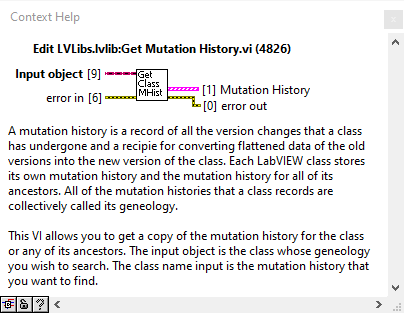 Context Help
Edit LVLibs.lvlib:Get Mutation History.vi (4826)
Input object [9]
Get
Class
MHist
[1] Mutation History
error in [6]
[0] error out
A mutation history is a record of all the version changes that a class
has undergone and a recipie for converting flattened data of the old
versions into the new version of the class. Each LabVIEW class stores
its own mutation history and the mutation history for all of its
ancestors. All of the mutation histories that a class records are
collectively called its geneology.
This VI allows you to get a copy of the mutation history for the class
or any of its ancestors. The input object is the class whose geneology
you wish to search. The class name input is the mutation history that
you want to find.
?